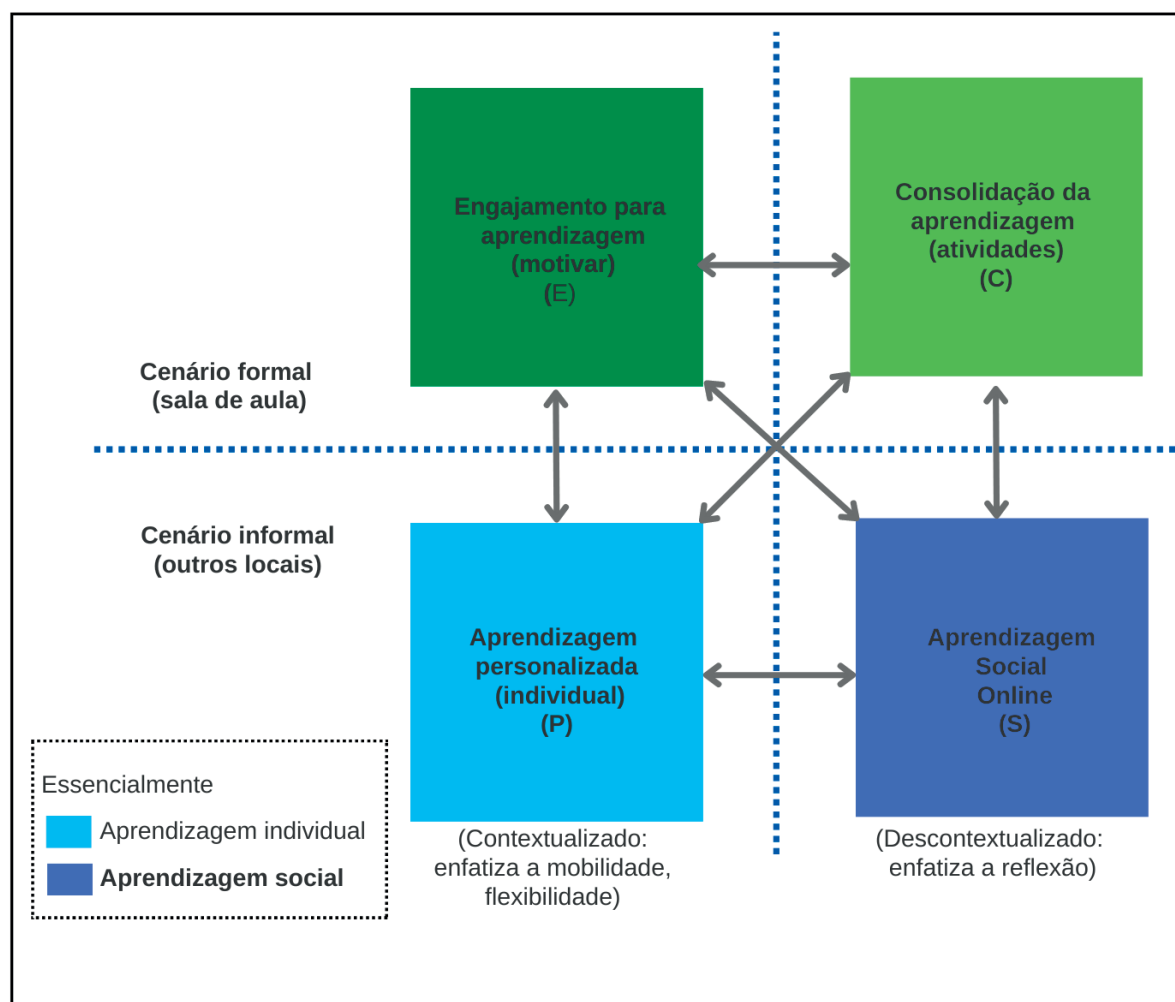 Engajamento para
aprendizagem
(motivar)
(E)
Consolidação da
aprendizagem
(atividades)
(C)
Cenário formal
(sala de aula)
Cenário informal
(outros locais)
Aprendizagem
personalizada
(individual)
(P)
Aprendizagem
Social
Online
(S)
Essencialmente
Aprendizagem individual
Aprendizagem social
(Contextualizado:
enfatiza a mobilidade,
flexibilidade)
(Descontextualizado:
enfatiza a reflexão)